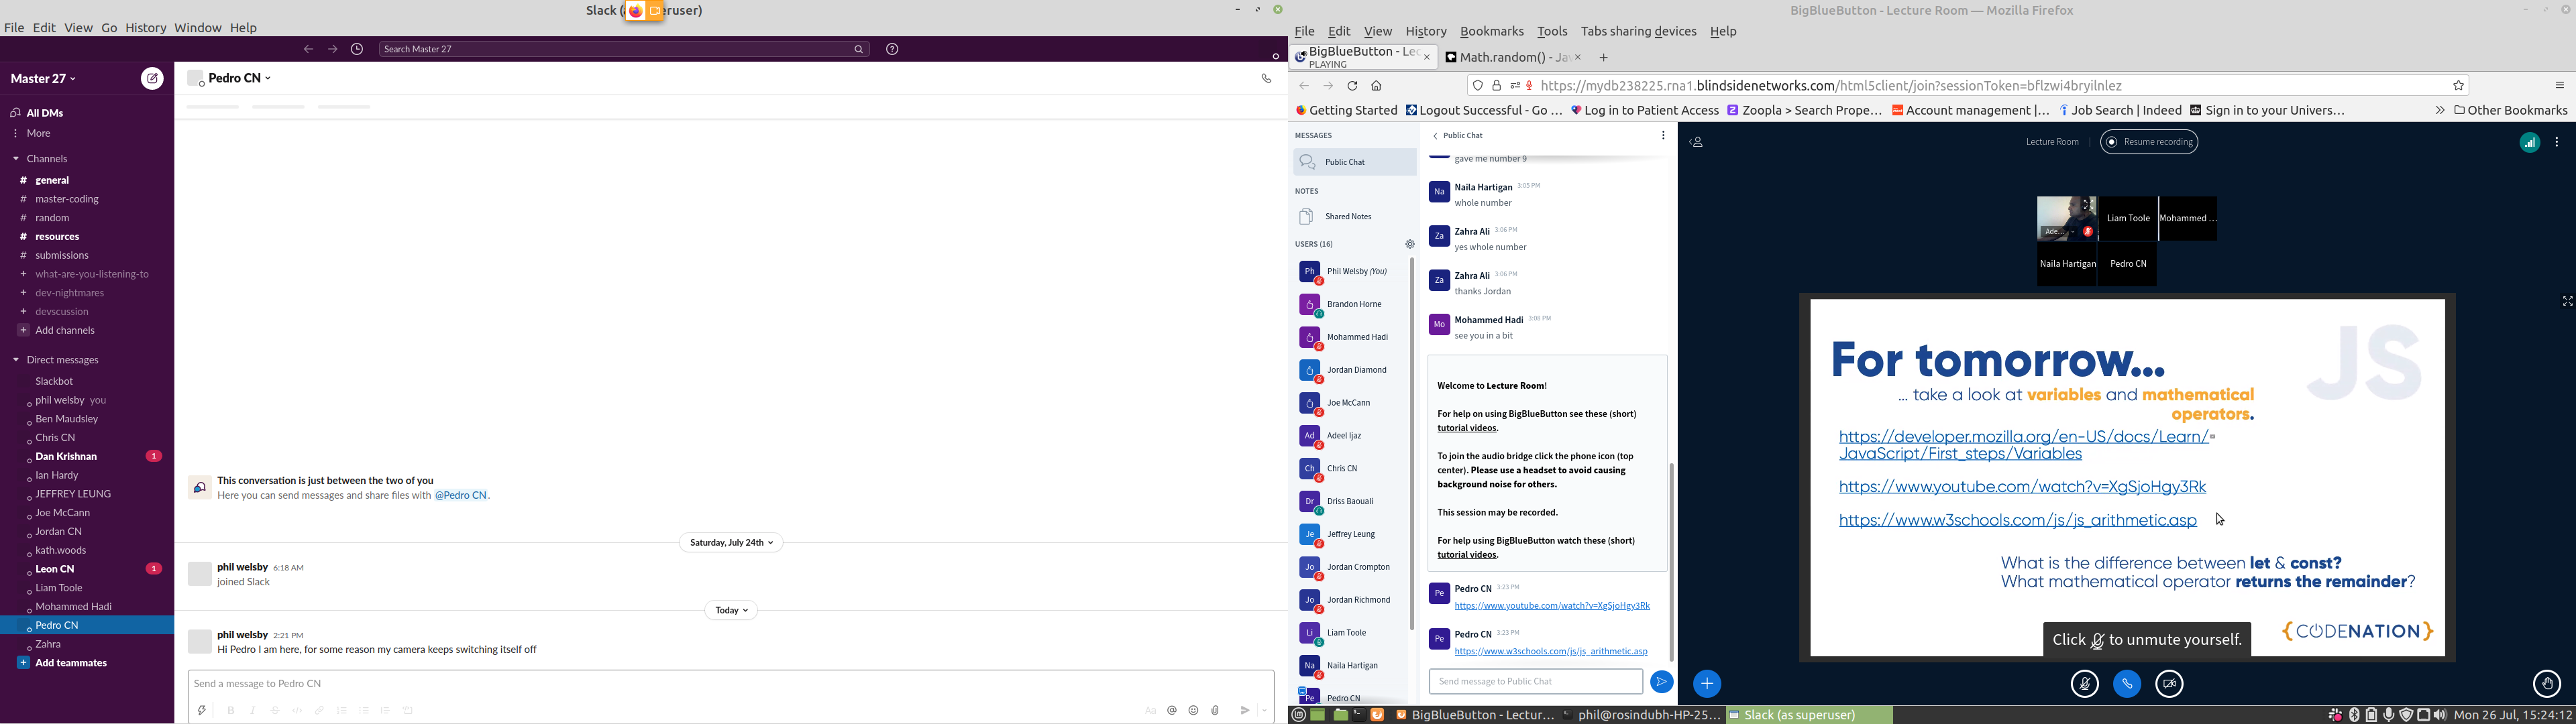 Slack (a
eruser)
File Edit View Go History Window Help
Search Master 27
Master 27
All DMs
More
Channels
# general
# master-coding
# random
# resources
# submissions
+ what-are-you-listening-to
+ dev-nightmares
+ devscussion
+ Add channels
Direct messages
Slackbot
phil welsby you
Ben Maudsley
Chris CN
Dan Krishnan 1
Ian Hardy
JEFFREY LEUNG
Joe McCann
Jordan CN
kath.woods
Leon CN 1
Liam Toole
Mohammed Hadi
Pedro CN
Zahra
+ Add teammates
Pedro CN
This conversation is just between the two of you
Here you can send messages and share files with @Pedro CN.
Saturday, July 24th
phil welsby 6:18 AM
joined Slack
Today
phil welsby 2:21 PM
Hi Pedro I am here, for some reason my camera keeps switching itself off
Send a message to Pedro CN
BigBlueButton - Lecture Room — Mozilla Firefox
File Edit View History Bookmarks Tools Tabs sharing devices Help
BigBlueButton - Lec
PLAYING
Math.random() - Jav
https://mydb238225.rna1.blindsidenetworks.com/html5client/join?sessionToken=bflzwi4bryilnlez
Getting Started Logout Successful - Go ... Log in to Patient Access Zoopla > Search Prope... Account management |... Job Search | Indeed Sign in to your Univers... Other Bookmarks
MESSAGES
Public Chat
NOTES
Shared Notes
USERS (16)
Ph Phil Welsby (You)
Brandon Horne
Mohammed Hadi
Jordan Diamond
Joe McCann
Ad Adeel Ijaz
Ch Chris CN
Dr Driss Baouali
Je Jeffrey Leung
Jo Jordan Crompton
Jo Jordan Richmond
Li Liam Toole
Na Naila Hartigan
Pe Pedro CN
Public Chat
gave me number 9
Na Naila Hartigan 3:05 PM
whole number
Za Zahra Ali 3:06 PM
yes whole number
Za Zahra Ali 3:06 PM
thanks Jordan
Mo Mohammed Hadi 3:08 PM
see you in a bit
Welcome to Lecture Room!
For help on using BigBlueButton see these (short)
tutorial videos.
To join the audio bridge click the phone icon (top
center). Please use a headset to avoid causing
background noise for others.
This session may be recorded.
For help using BigBlueButton watch these (short)
tutorial videos.
Pe Pedro CN 3:23 PM
https://www.youtube.com/watch?v=XgSjoHgy3Rk
Pe Pedro CN 3:23 PM
https://www.w3schools.com/js/js_arithmetic.asp
Send message to Public Chat
Lecture Room
Resume recording
Ade...
Liam Toole
Mohammed ...
Naila Hartigan
Pedro CN
JS
For tomorrow...
... take a look at variables and mathematical
operators.
https://developer.mozilla.org/en-US/docs/Learn/
JavaScript/First_steps/Variables
https://www.youtube.com/watch?v=XgSjoHgy3Rk
https://www.w3schools.com/js/js_arithmetic.asp
What is the difference between let & const?
What mathematical operator returns the remainder?
{CODENATION}
Click to unmute yourself.
BigBlueButton - Lectur... phil@rosindubh-HP-25... Slack (as superuser)
Mon 26 Jul, 15:24:12